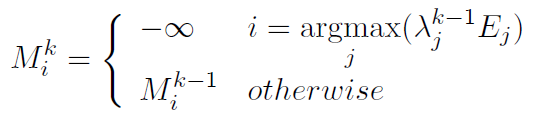 M_i^k = { −∞   i = argmax_j(λ_j^{k−1} E_j)
M_i^{k−1}   otherwise